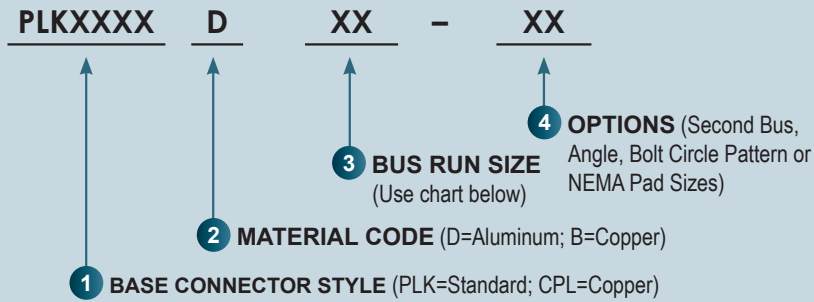 PLKXXXX D XX – XX
4 OPTIONS (Second Bus,
Angle, Bolt Circle Pattern or
NEMA Pad Sizes)
3 BUS RUN SIZE
(Use chart below)
2 MATERIAL CODE (D=Aluminum; B=Copper)
1 BASE CONNECTOR STYLE (PLK=Standard; CPL=Copper)